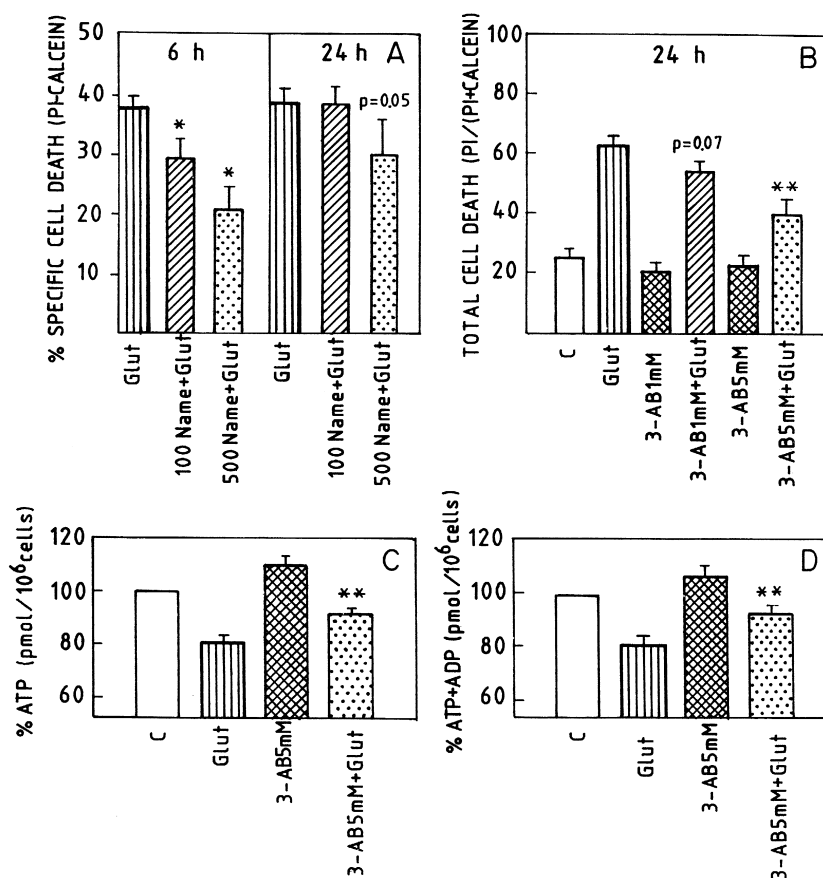 % SPECIFIC CELL DEATH (PI-CALCEIN)
50
40
30
20
10
6 h
24 h
A
*
*
p=0.05
Glut
100 Name+Glut
500 Name+Glut
Glut
100 Name+Glut
500 Name+Glut
TOTAL CELL DEATH (PI/(PI+CALCEIN)
100
80
60
40
20
0
24 h
B
p=0.07
**
C
Glut
3-AB1mM
3-AB1mM+Glut
3-AB5mM
3-AB5mM+Glut
% ATP (pmol/10⁶cells)
120
100
80
60
C
**
C
Glut
3-AB5mM
3-AB5mM+Glut
% ATP+ADP (pmol/10⁶cells)
120
100
80
60
D
**
C
Glut
3-AB5mM
3-AB5mM+Glut